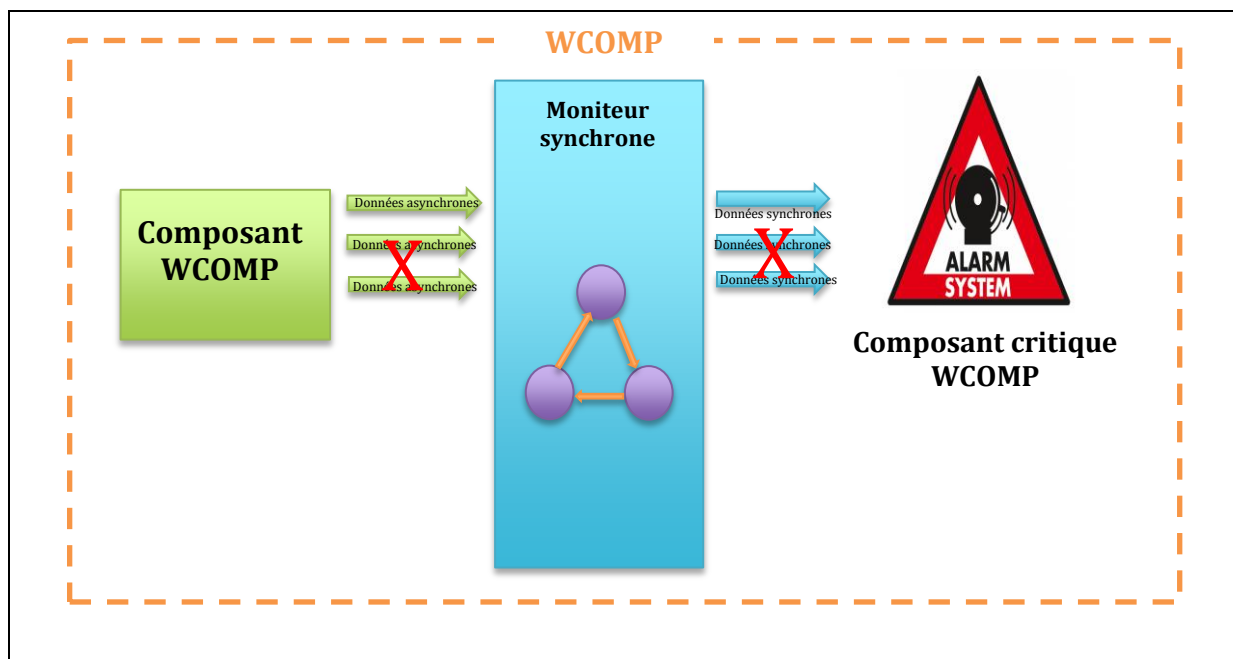 WCOMP
Moniteur
synchrone
Composant
WCOMP
Données asynchrones
Données asynchrones
Données asynchrones
X
Données synchrones
Données synchrones
Données synchrones
X
ALARM
SYSTEM
Composant critique
WCOMP